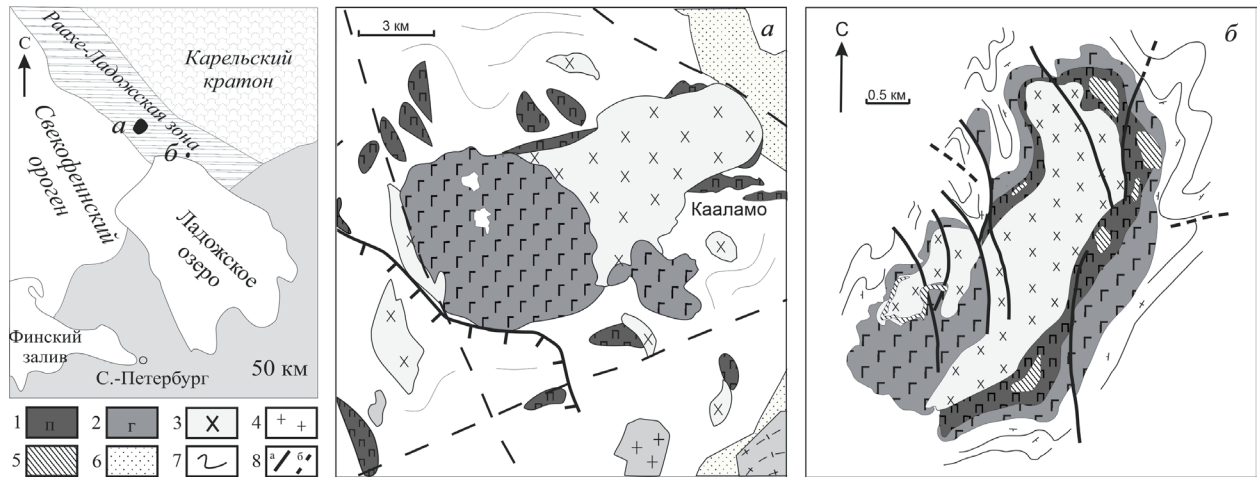 С
Раахе-Ладожская зона
Карельский
кратон
Свекофеннский
ороген
а
б
Ладожское
озеро
Финский
залив
С.-Петербург
50 км
1 п 2 г 3 4
5 6 7 8 а б
3 км
а
Кааламо
С
0.5 км
б